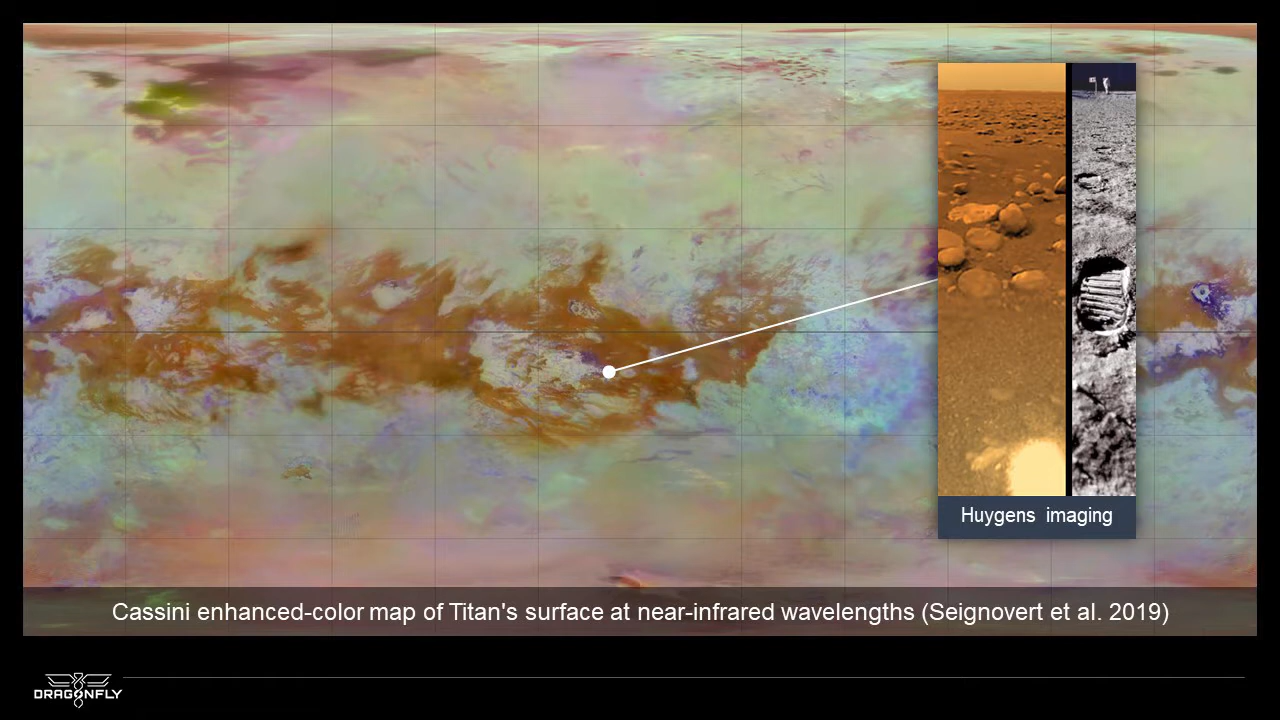 Huygens imaging
Cassini enhanced-color map of Titan's surface at near-infrared wavelengths (Seignovert et al. 2019)
DRAGONFLY